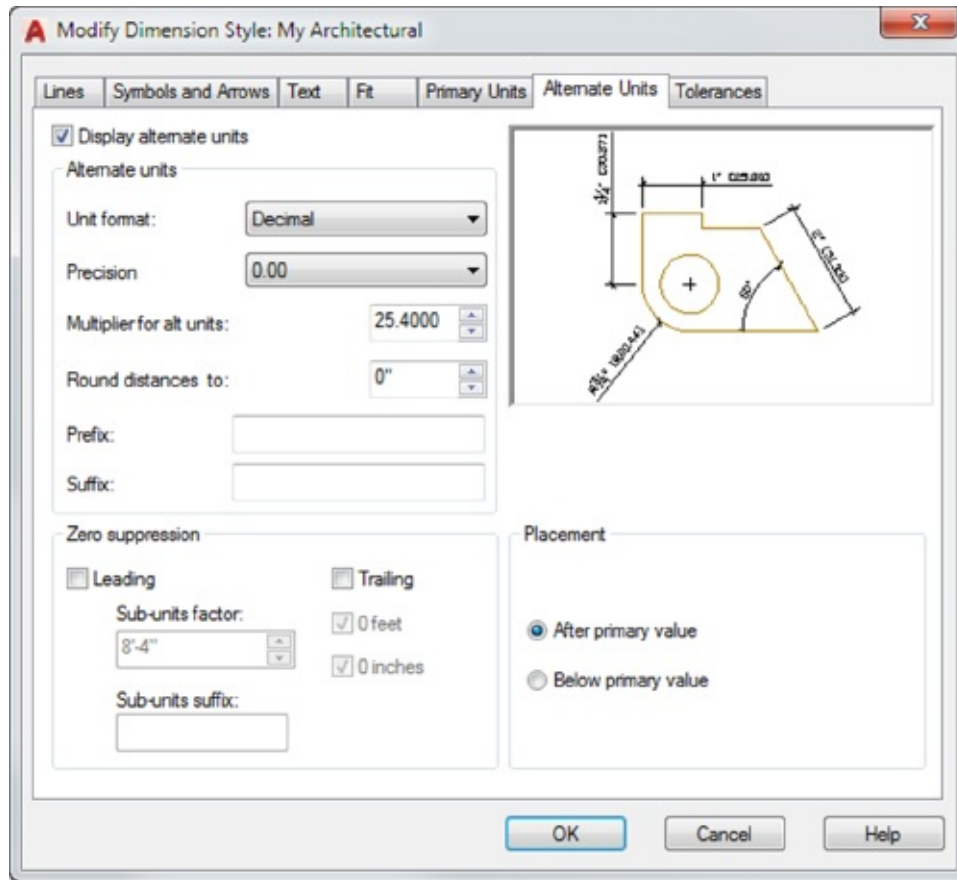 Modify Dimension Style: My Architectural
Lines Symbols and Arrows Text Fit Primary Units Alternate Units Tolerances
Display alternate units
Alternate units
Unit format: Decimal
Precision 0.00
Multiplier for alt units: 25.4000
Round distances to: 0"
Prefix:
Suffix:
1"
60°
Zero suppression
Leading
Trailing
Sub-units factor:
8'-4"
0 feet
0 inches
Sub-units suffix:
Placement
After primary value
Below primary value
OK Cancel Help